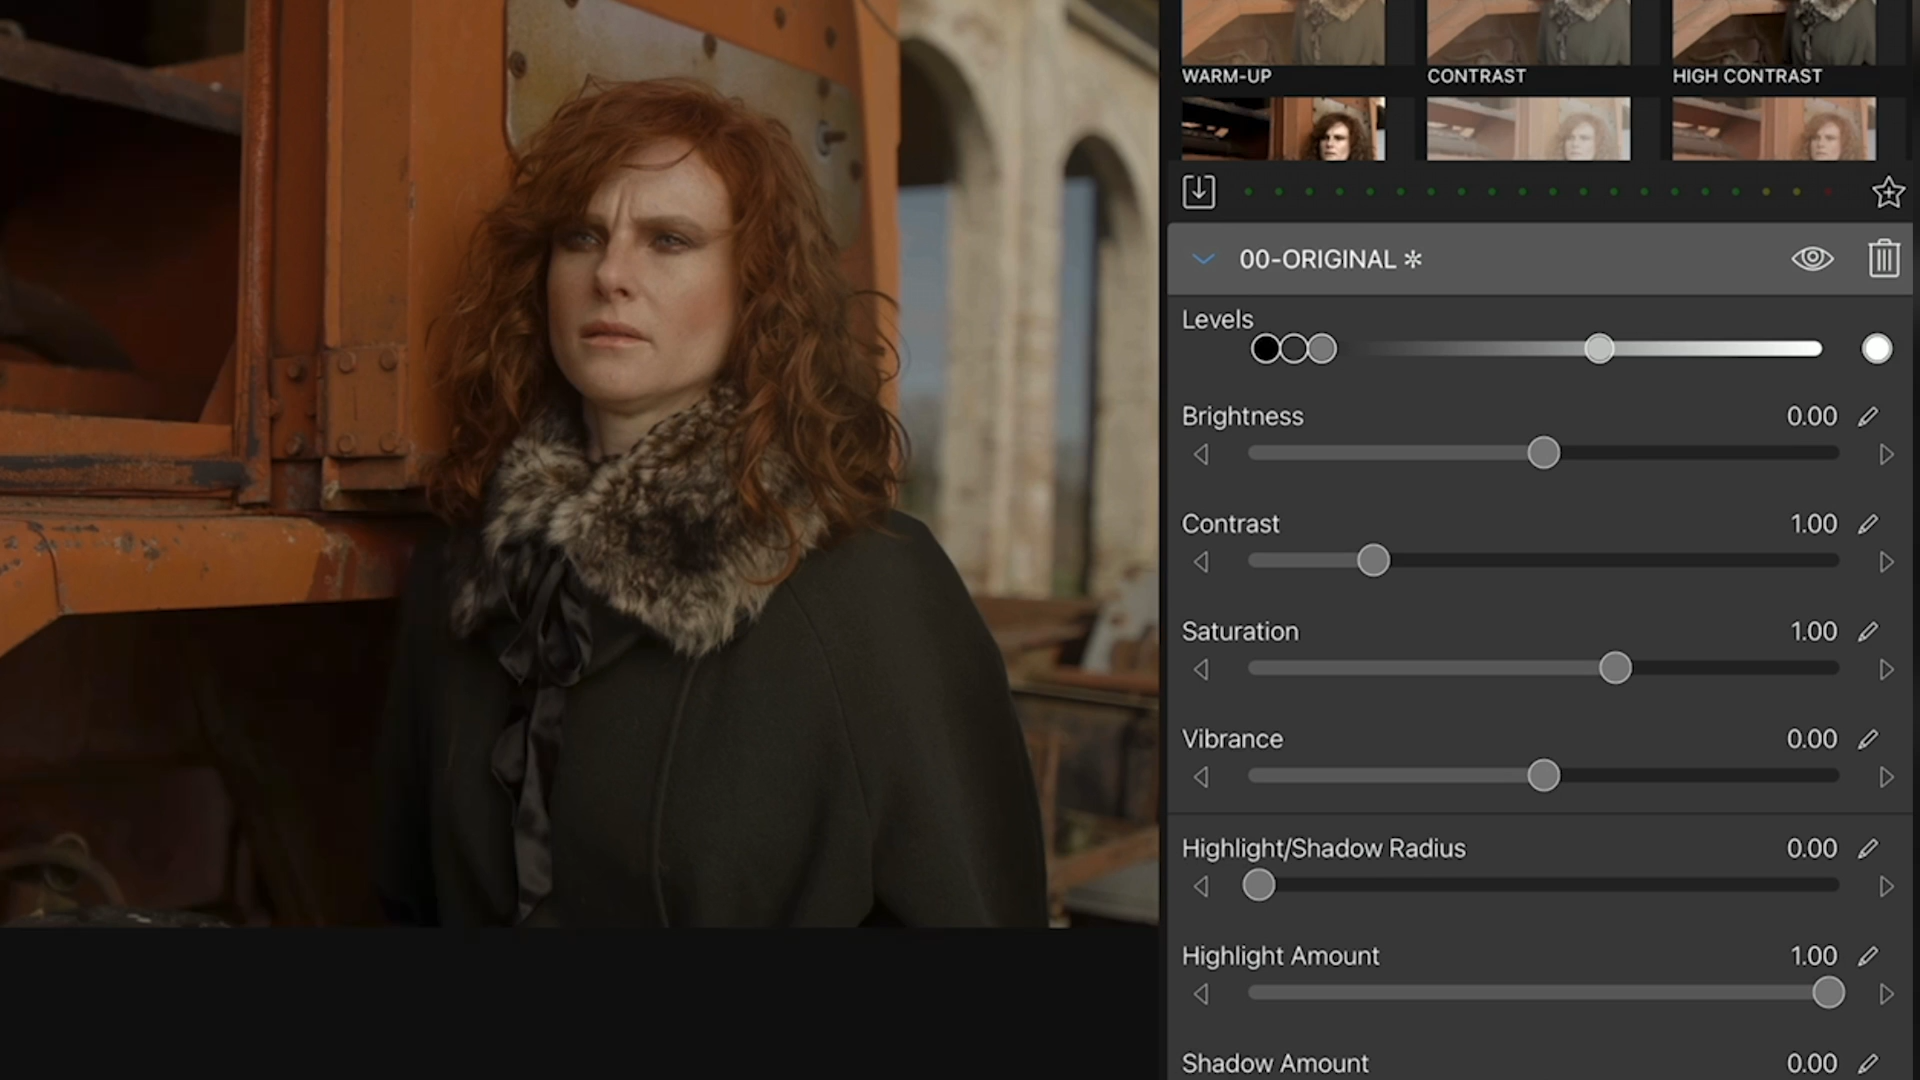 WARM-UP CONTRAST HIGH CONTRAST
00-ORIGINAL ✲
Levels
Brightness 0.00
Contrast 1.00
Saturation 1.00
Vibrance 0.00
Highlight/Shadow Radius 0.00
Highlight Amount 1.00
Shadow Amount 0.00